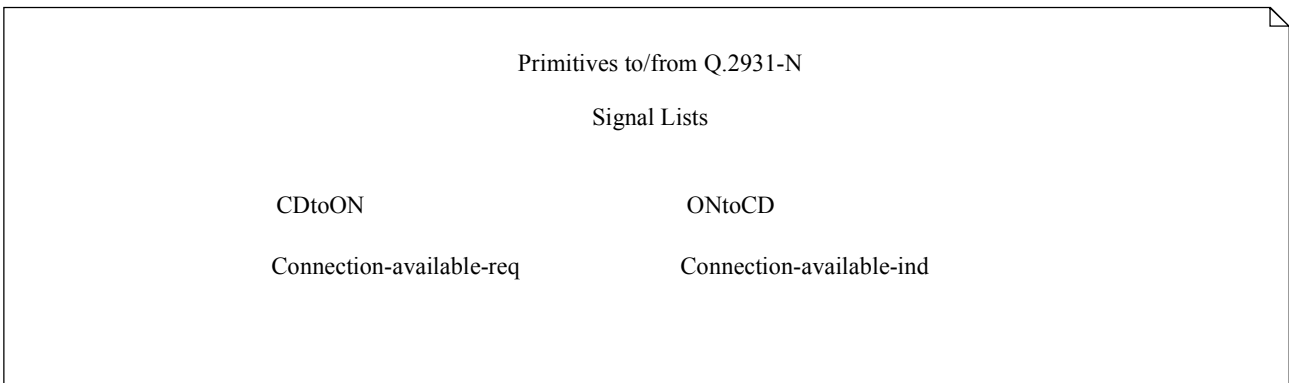 Primitives to/from Q.2931-N
Signal Lists
CDtoON ONtoCD
Connection-available-req Connection-available-ind